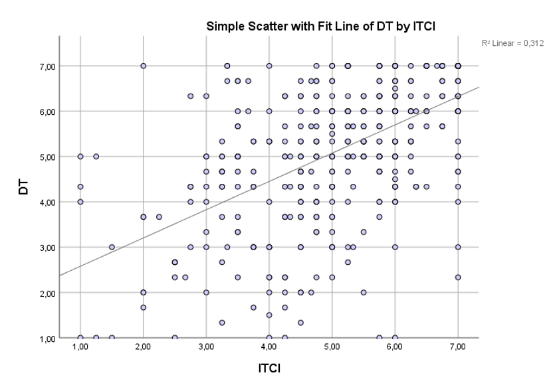 Simple Scatter with Fit Line of DT by ITCI
R² Linear = 0,312
7,00
6,00
5,00
4,00
3,00
2,00
1,00
DT
1,00 2,00 3,00 4,00 5,00 6,00 7,00
ITCI